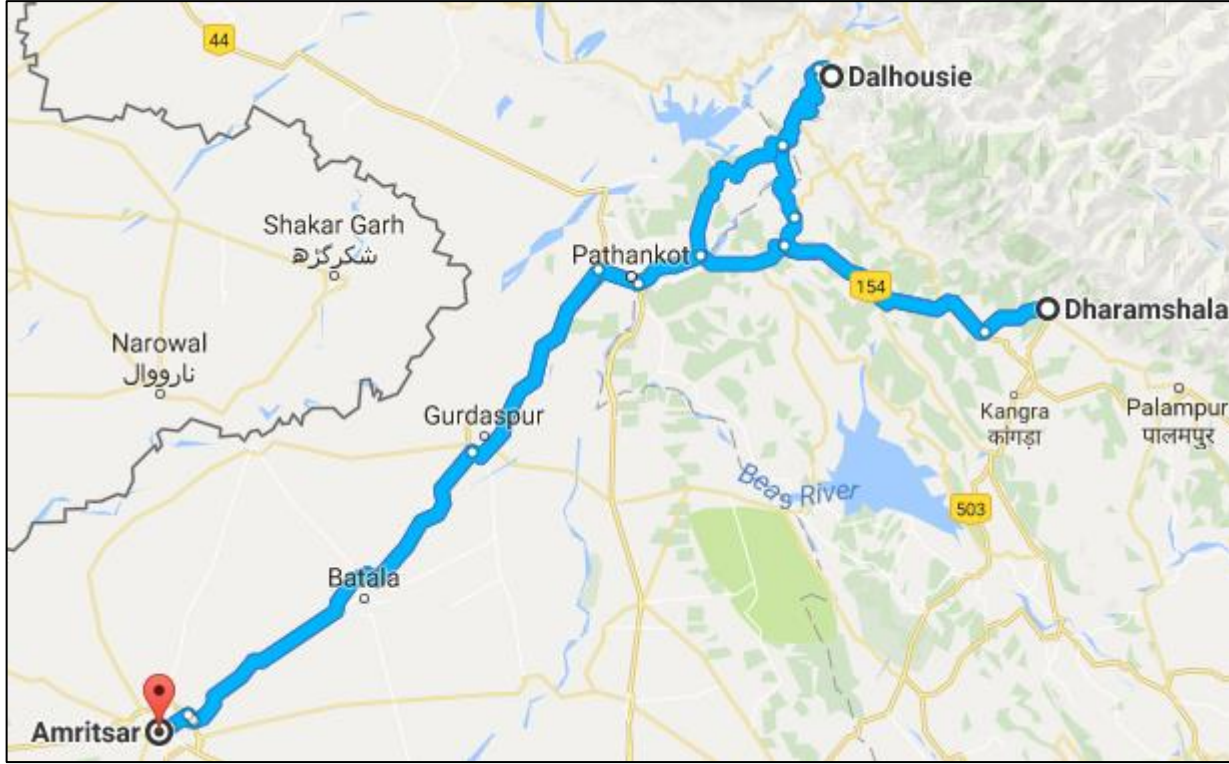 44
Dalhousie
Shakar Garh
شکرگڑھ
Pathankot
154
Dharamshala
Narowal
نارووال
Gurdaspur
Kangra
कांगड़ा
Palampur
पालमपुर
Beas River
503
Batala
Amritsar